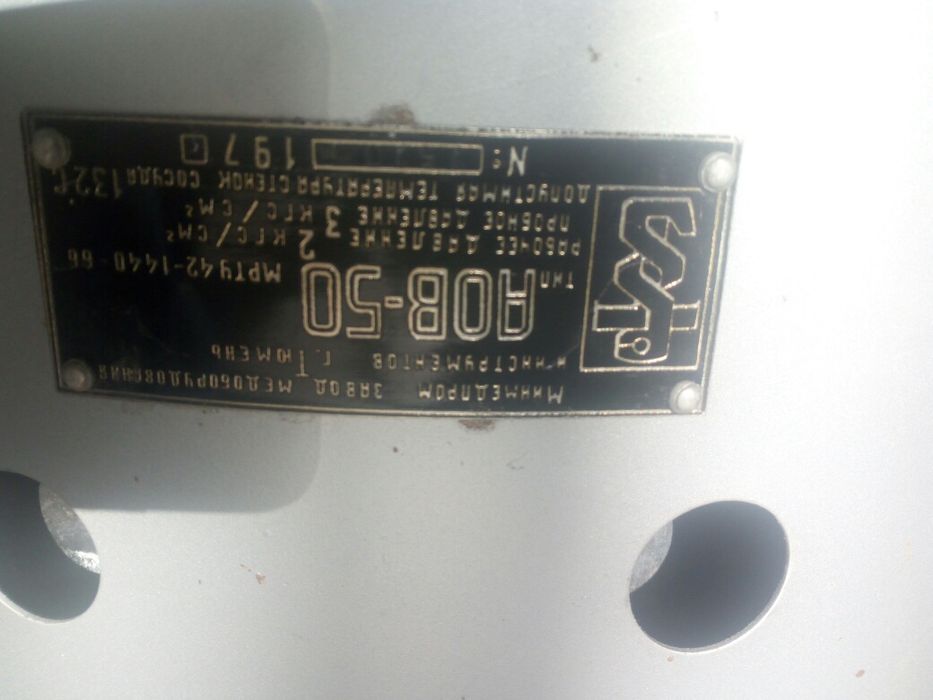 Минмедпром завод медоборудования
и инструментов г. Тюмень
тип АОВ-50 МРТУ 42-1440-66
РАБОЧЕЕ ДАВЛЕНИЕ 2 КГС/СМ²
ПРОБНОЕ ДАВЛЕНИЕ 3 КГС/СМ²
ДОПУСТИМАЯ ТЕМПЕРАТУРА СТЕНОК СОСУДА 132°C
N: 197